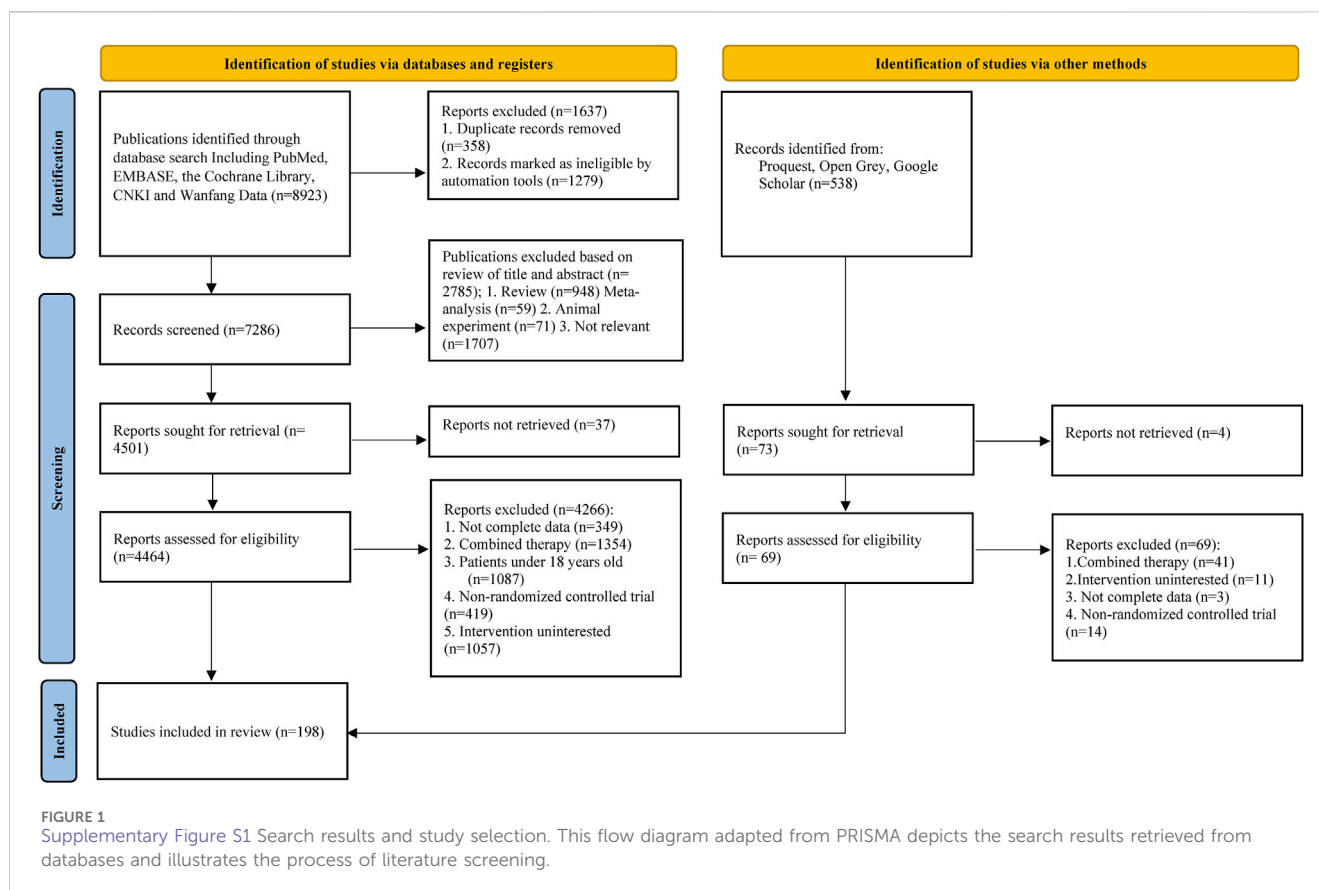 Identification of studies via databases and registers
Identification of studies via other methods
Identification
Publications identified through
database search Including PubMed,
EMBASE, the Cochrane Library,
CNKI and Wanfang Data (n=8923)
Reports excluded (n=1637)
1. Duplicate records removed
(n=358)
2. Records marked as ineligible by
automation tools (n=1279)
Records identified from:
Proquest, Open Grey, Google
Scholar (n=538)
Screening
Records screened (n=7286)
Publications excluded based on
review of title and abstract (n=
2785); 1. Review (n=948) Meta-
analysis (n=59) 2. Animal
experiment (n=71) 3. Not relevant
(n=1707)
Reports sought for retrieval (n=
4501)
Reports not retrieved (n=37)
Reports sought for retrieval
(n=73)
Reports not retrieved (n=4)
Reports assessed for eligibility
(n=4464)
Reports excluded (n=4266):
1. Not complete data (n=349)
2. Combined therapy (n=1354)
3. Patients under 18 years old
(n=1087)
4. Non-randomized controlled trial
(n=419)
5. Intervention uninterested
(n=1057)
Reports assessed for eligibility
(n= 69)
Reports excluded (n=69):
1.Combined therapy (n=41)
2.Intervention uninterested (n=11)
3. Not complete data (n=3)
4. Non-randomized controlled trial
(n=14)
Included
Studies included in review (n=198)
FIGURE 1
Supplementary Figure S1 Search results and study selection. This flow diagram adapted from PRISMA depicts the search results retrieved from
databases and illustrates the process of literature screening.